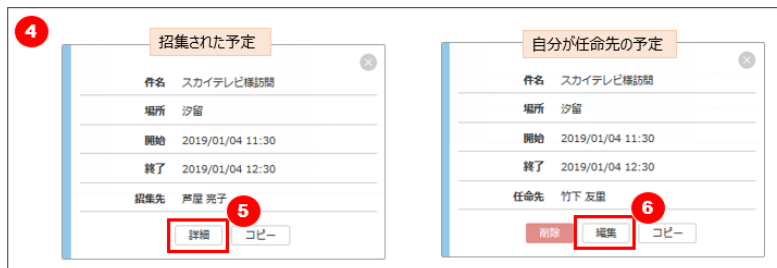 4
招集された予定
件名 スカイテレビ様訪問
場所 汐留
開始 2019/01/04 11:30
終了 2019/01/04 12:30
招集先 芦屋 亮子
5
詳細 コピー
自分が任命先の予定
件名 スカイテレビ様訪問
場所 汐留
開始 2019/01/04 11:30
終了 2019/01/04 12:30
任命先 竹下 友里
6
削除 編集 コピー